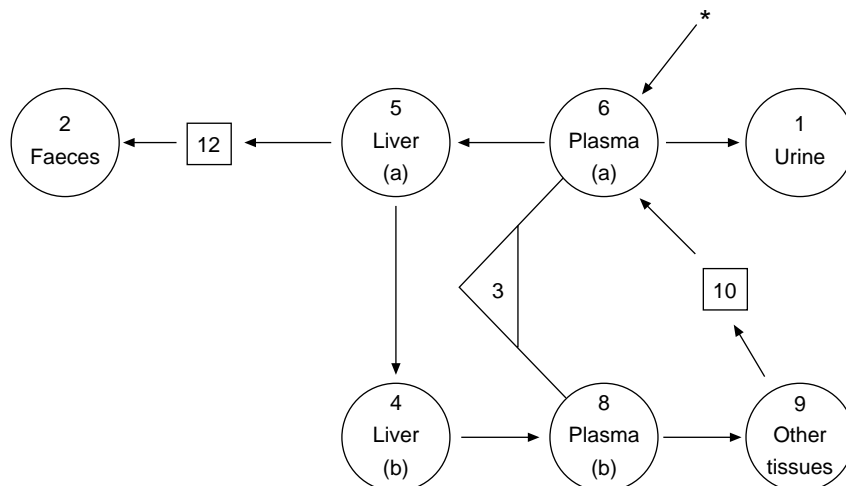 *
2
Faeces
12
5
Liver
(a)
6
Plasma
(a)
1
Urine
3
10
4
Liver
(b)
8
Plasma
(b)
9
Other
tissues